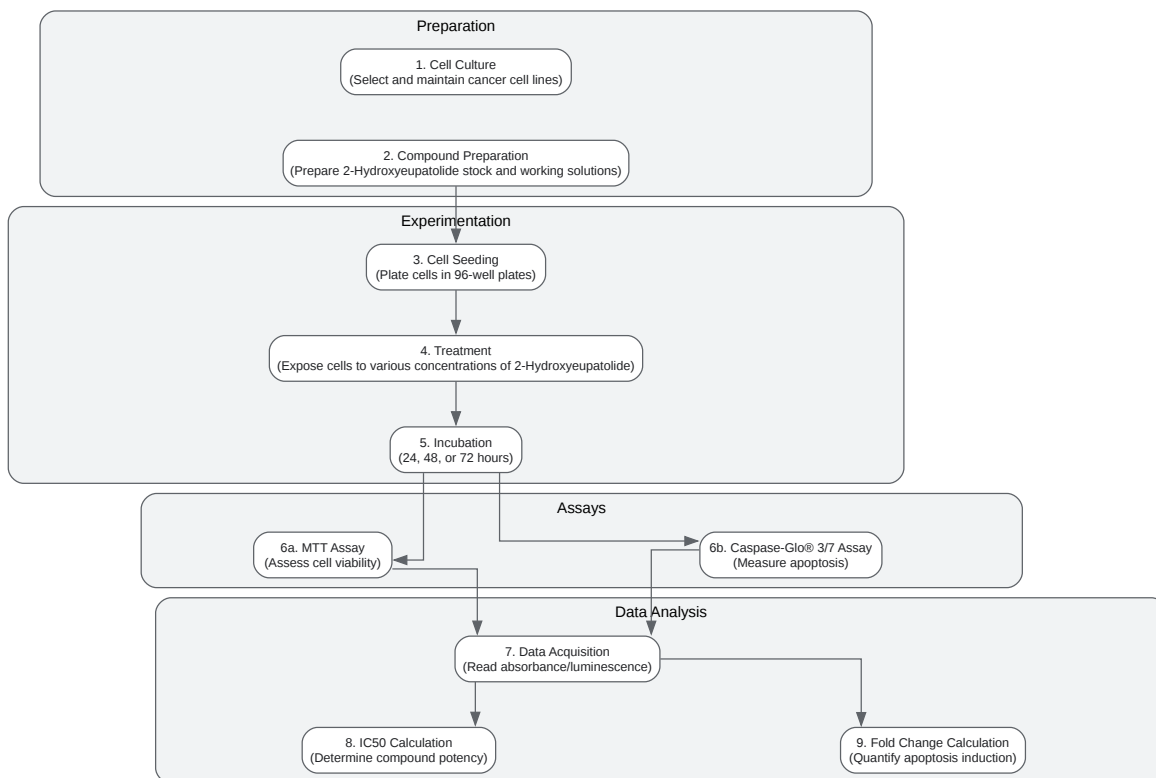 Preparation
1. Cell Culture
(Select and maintain cancer cell lines)
2. Compound Preparation
(Prepare 2-Hydroxyeupatolide stock and working solutions)
Experimentation
3. Cell Seeding
(Plate cells in 96-well plates)
4. Treatment
(Expose cells to various concentrations of 2-Hydroxyeupatolide)
5. Incubation
(24, 48, or 72 hours)
Assays
6a. MTT Assay
(Assess cell viability)
6b. Caspase-Glo® 3/7 Assay
(Measure apoptosis)
Data Analysis
7. Data Acquisition
(Read absorbance/luminescence)
8. IC50 Calculation
(Determine compound potency)
9. Fold Change Calculation
(Quantify apoptosis induction)